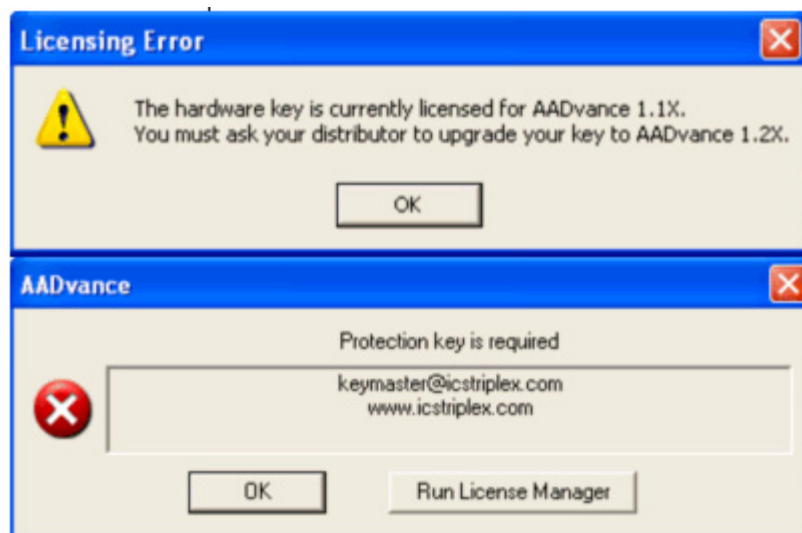 Licensing Error
The hardware key is currently licensed for AADvance 1.1X.
You must ask your distributor to upgrade your key to AADvance 1.2X.
OK
AADvance
Protection key is required
keymaster@icstriplex.com
www.icstriplex.com
OK
Run License Manager